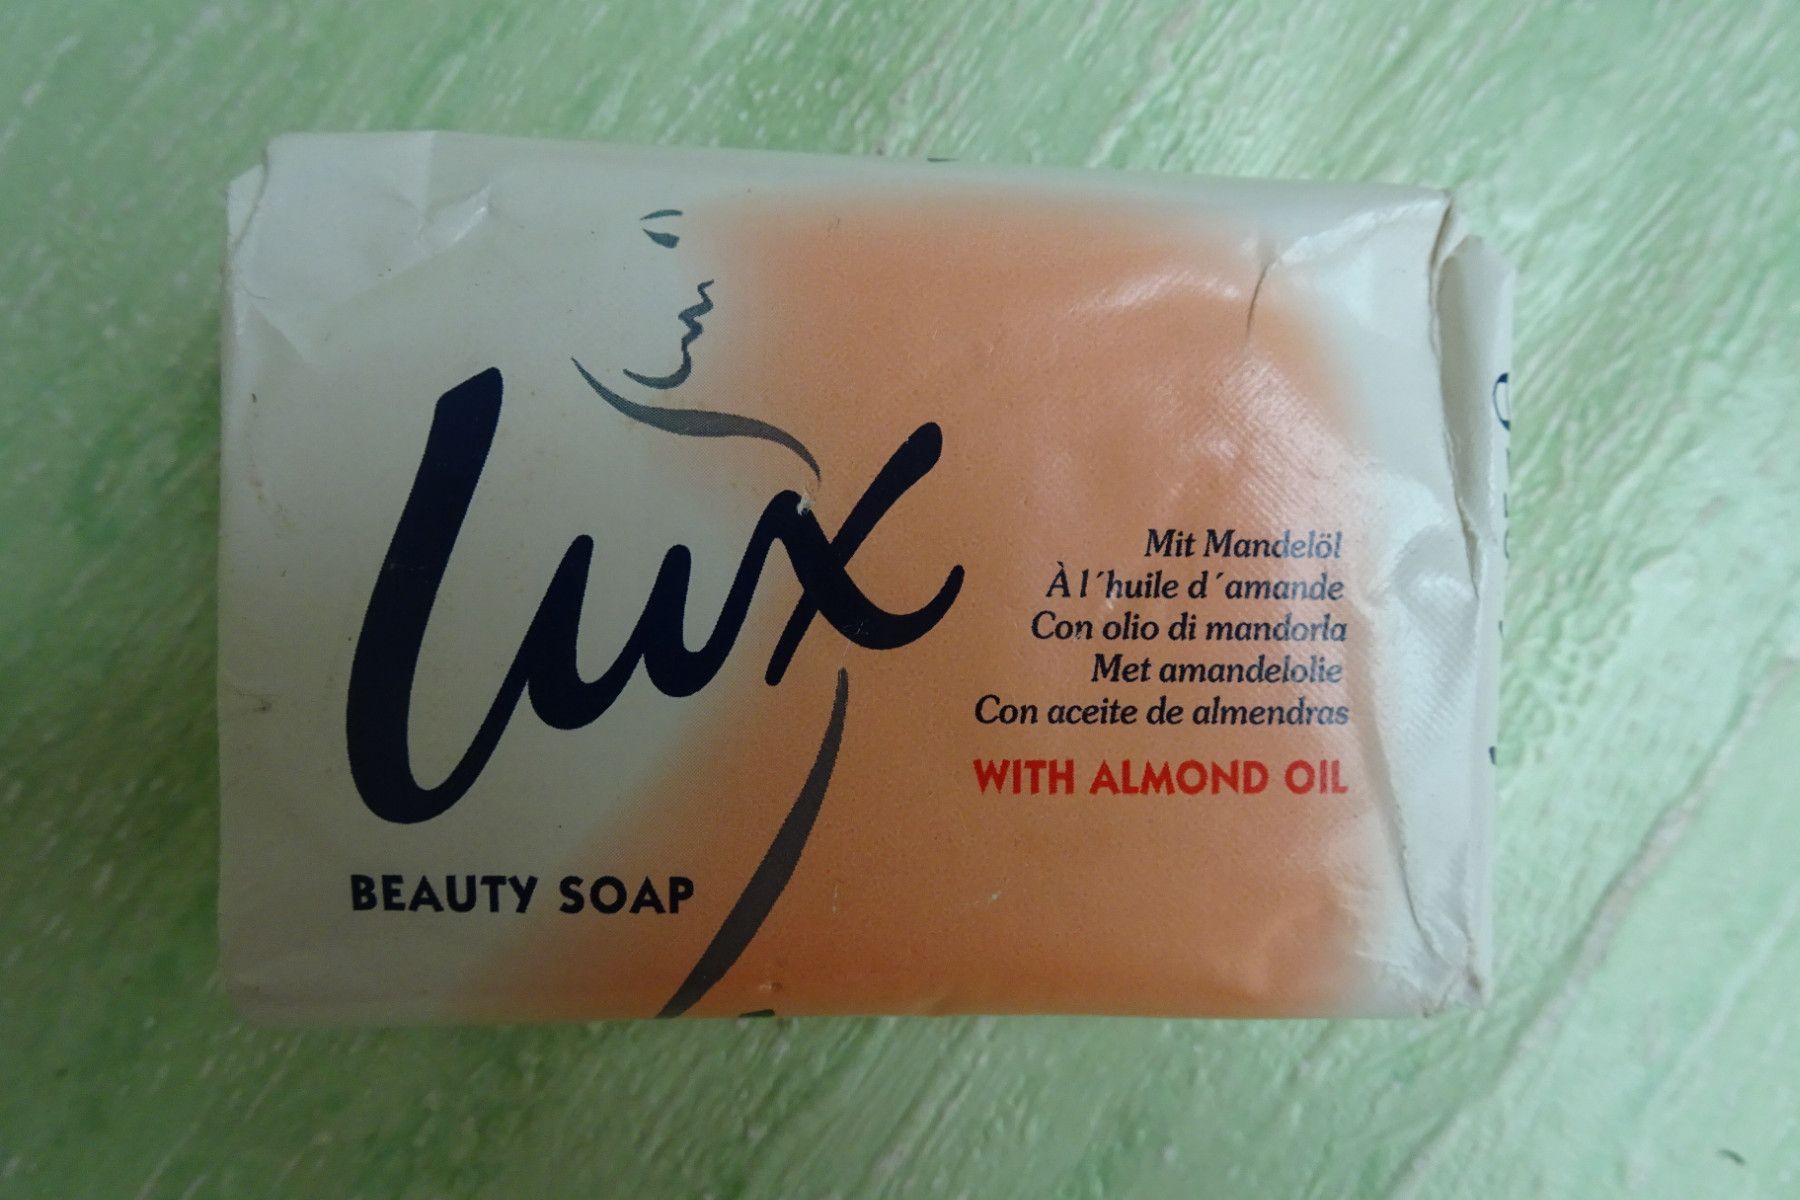 Lux
Mit Mandelöl
À l´huile d´amande
Con olio di mandorla
Met amandelolie
Con aceite de almendras
WITH ALMOND OIL
BEAUTY SOAP